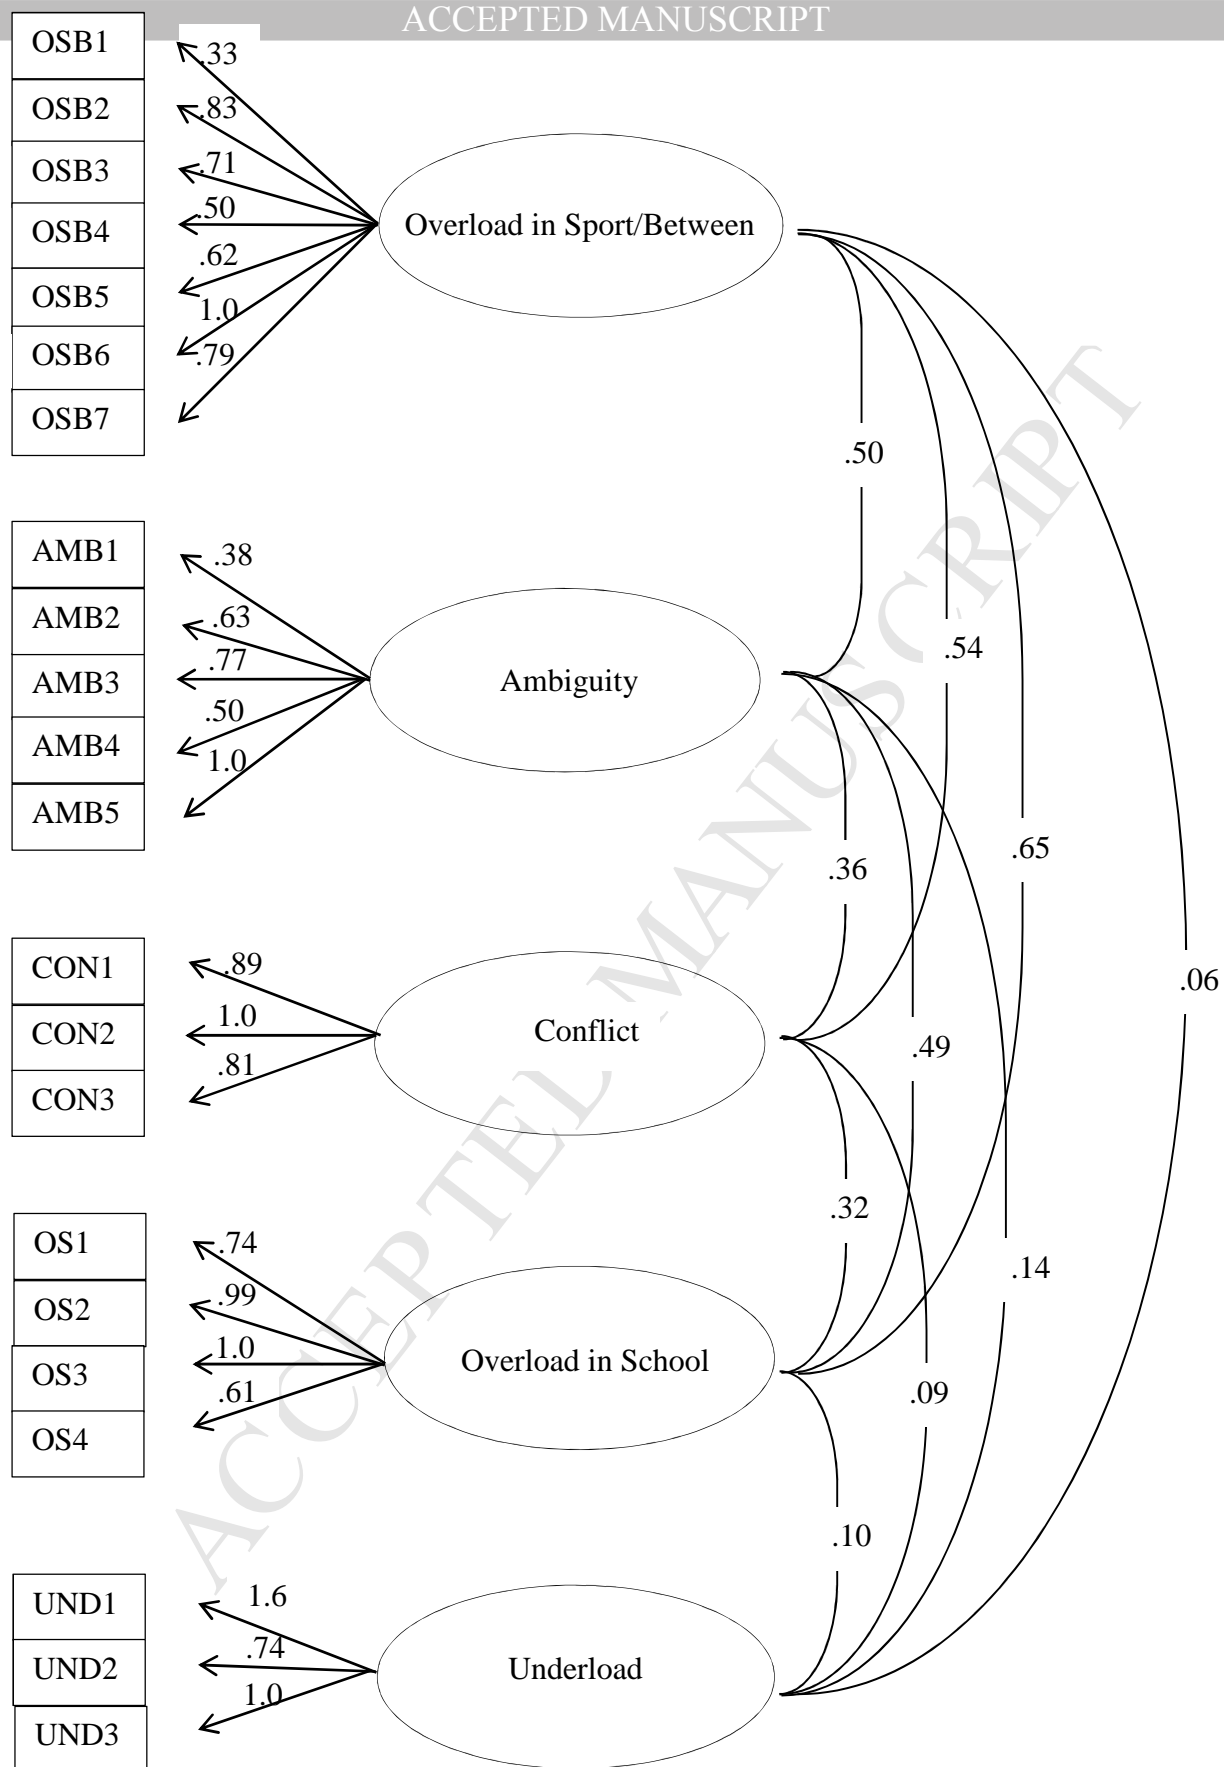 ACCEPTED MANUSCRIPT
OSB1
.33
OSB2
.83
OSB3
.71
OSB4
.50
OSB5
.62
OSB6
1.0
OSB7
.79
Overload in Sport/Between
.50
AMB1
.38
AMB2
.63
AMB3
.77
AMB4
.50
AMB5
1.0
Ambiguity
.54
.36
.65
CON1
.89
CON2
1.0
CON3
.81
Conflict
.06
.49
.32
OS1
.74
OS2
.99
OS3
1.0
OS4
.61
Overload in School
.14
.09
.10
UND1
1.6
UND2
.74
UND3
1.0
Underload
ACCEPTED MANUSCRIPT